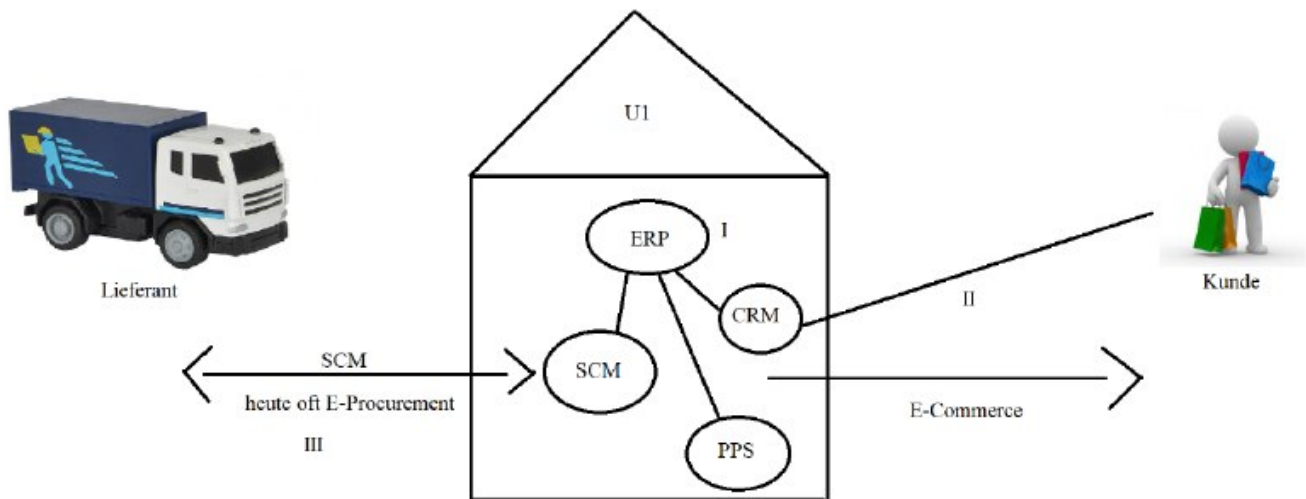 U1
ERP
I
Lieferant
Kunde
CRM
II
SCM
SCM
heute oft E-Procurement
E-Commerce
III
PPS